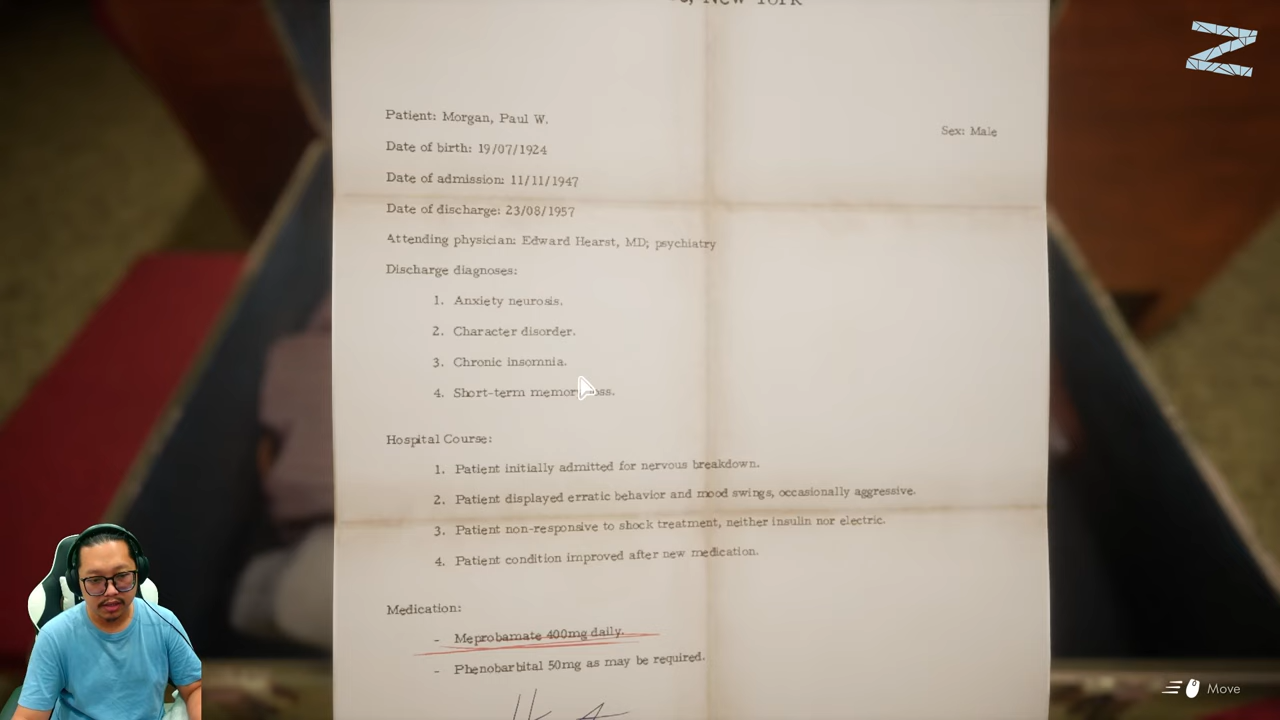 New York
Patient: Morgan, Paul W.
Sex: Male
Date of birth: 19/07/1924
Date of admission: 11/11/1947
Date of discharge: 23/08/1957
Attending physician: Edward Hearst, MD; psychiatry
Discharge diagnoses:
1. Anxiety neurosis.
2. Character disorder.
3. Chronic insomnia.
4. Short-term memory loss.
Hospital Course:
1. Patient initially admitted for nervous breakdown.
2. Patient displayed erratic behavior and mood swings, occasionally aggressive.
3. Patient non-responsive to shock treatment, neither insulin nor electric.
4. Patient condition improved after new medication.
Medication:
- Meprobamate 400mg daily.
- Phenobarbital 50mg as may be required.
Move